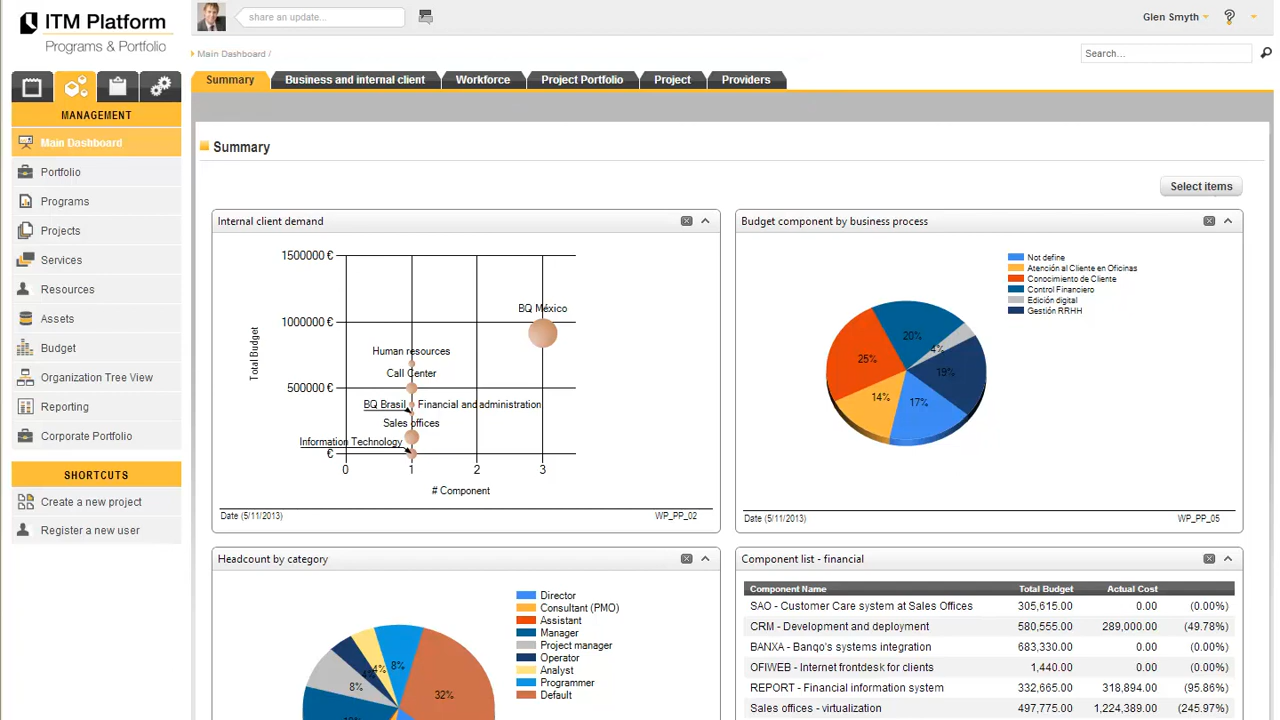 ITM Platform
Programs & Portfolio
share an update...
Glen Smyth
?
Main Dashboard /
Search...
Summary
Business and internal client
Workforce
Project Portfolio
Project
Providers
MANAGEMENT
Main Dashboard
Portfolio
Programs
Projects
Services
Resources
Assets
Budget
Organization Tree View
Reporting
Corporate Portfolio
SHORTCUTS
Create a new project
Register a new user
Summary
Select items
Internal client demand
1500000 €
1000000 €
500000 €
€
Total Budget
BQ México
Human resources
Call Center
BQ Brasil
Financial and administration
Sales offices
Information Technology
0 1 2 3
# Component
Date (5/11/2013) WP_PP_02
Budget component by business process
Not define
Atención al Cliente en Oficinas
Conocimiento de Cliente
Control Financiero
Edición digital
Gestión RRHH
20%
4%
25%
19%
14%
17%
Date (5/11/2013) WP_PP_05
Headcount by category
Director
Consultant (PMO)
Assistant
Manager
Project manager
Operator
Analyst
Programmer
Default
8%
4%
8%
32%
Component list - financial
Component Name Total Budget Actual Cost
SAO - Customer Care system at Sales Offices 305,615.00 0.00 (0.00%)
CRM - Development and deployment 580,555.00 289,000.00 (49.78%)
BANXA - Banqo's systems integration 683,330.00 0.00 (0.00%)
OFIWEB - Internet frontdesk for clients 1,440.00 0.00 (0.00%)
REPORT - Financial information system 332,665.00 318,894.00 (95.86%)
Sales offices - virtualization 497,775.00 1,224,389.00 (245.97%)